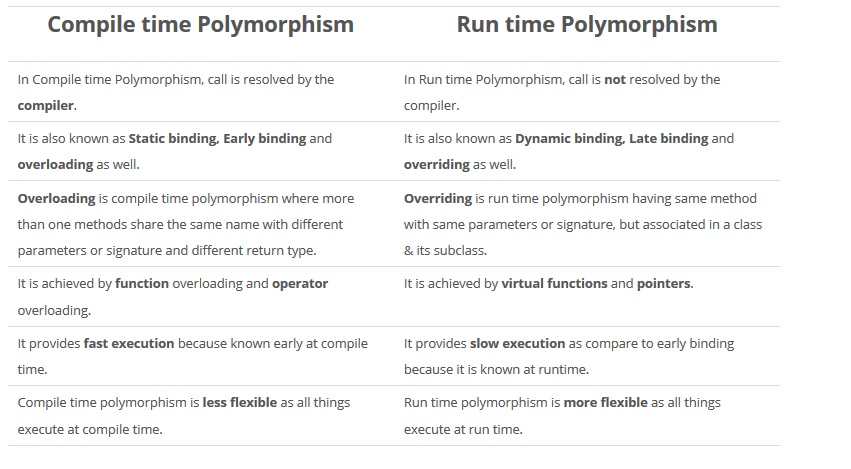 Compile time Polymorphism
Run time Polymorphism
In Compile time Polymorphism, call is resolved by the
compiler.
In Run time Polymorphism, call is not resolved by the
compiler.
It is also known as Static binding, Early binding and
overloading as well.
It is also known as Dynamic binding, Late binding and
overriding as well.
Overloading is compile time polymorphism where more
than one methods share the same name with different
parameters or signature and different return type.
Overriding is run time polymorphism having same method
with same parameters or signature, but associated in a class
& its subclass.
It is achieved by function overloading and operator
overloading.
It is achieved by virtual functions and pointers.
It provides fast execution because known early at compile
time.
It provides slow execution as compare to early binding
because it is known at runtime.
Compile time polymorphism is less flexible as all things
execute at compile time.
Run time polymorphism is more flexible as all things
execute at run time.